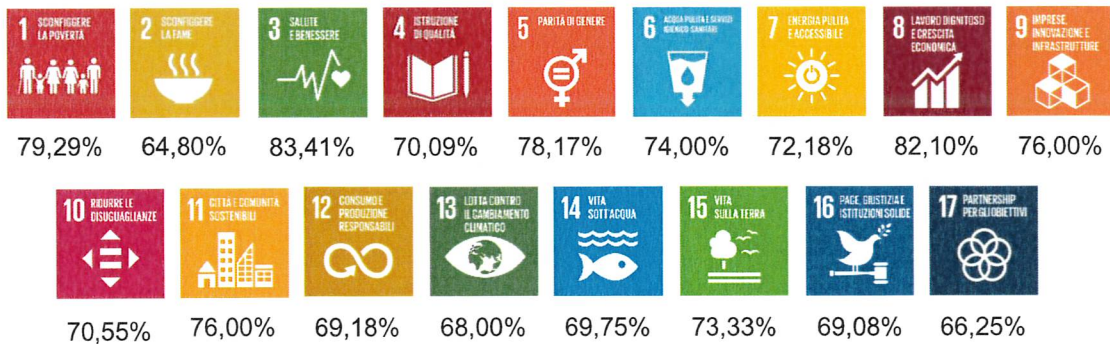 1 SCONFIGGERE
LA POVERTÀ
2 SCONFIGGERE
LA FAME
3 SALUTE
E BENESSERE
4 ISTRUZIONE
DI QUALITÀ
5 PARITÀ DI GENERE
6 ACQUA PULITA E SERVIZI
IGIENICO SANITARI
7 ENERGIA PULITA
E ACCESSIBILE
8 LAVORO DIGNITOSO
E CRESCITA
ECONOMICA
9 IMPRESE,
INNOVAZIONE E
INFRASTRUTTURE
79,29% 64,80% 83,41% 70,09% 78,17% 74,00% 72,18% 82,10% 76,00%
10 RIDURRE LE
DISUGUAGLIANZE
11 CITTÀ E COMUNITÀ
SOSTENIBILI
12 CONSUMO E
PRODUZIONE
RESPONSABILI
13 LOTTA CONTRO
IL CAMBIAMENTO
CLIMATICO
14 VITA
SOTT'ACQUA
15 VITA
SULLA TERRA
16 PACE, GIUSTIZIA E
ISTITUZIONI SOLIDE
17 PARTNERSHIP
PER GLI OBIETTIVI
70,55% 76,00% 69,18% 68,00% 69,75% 73,33% 69,08% 66,25%